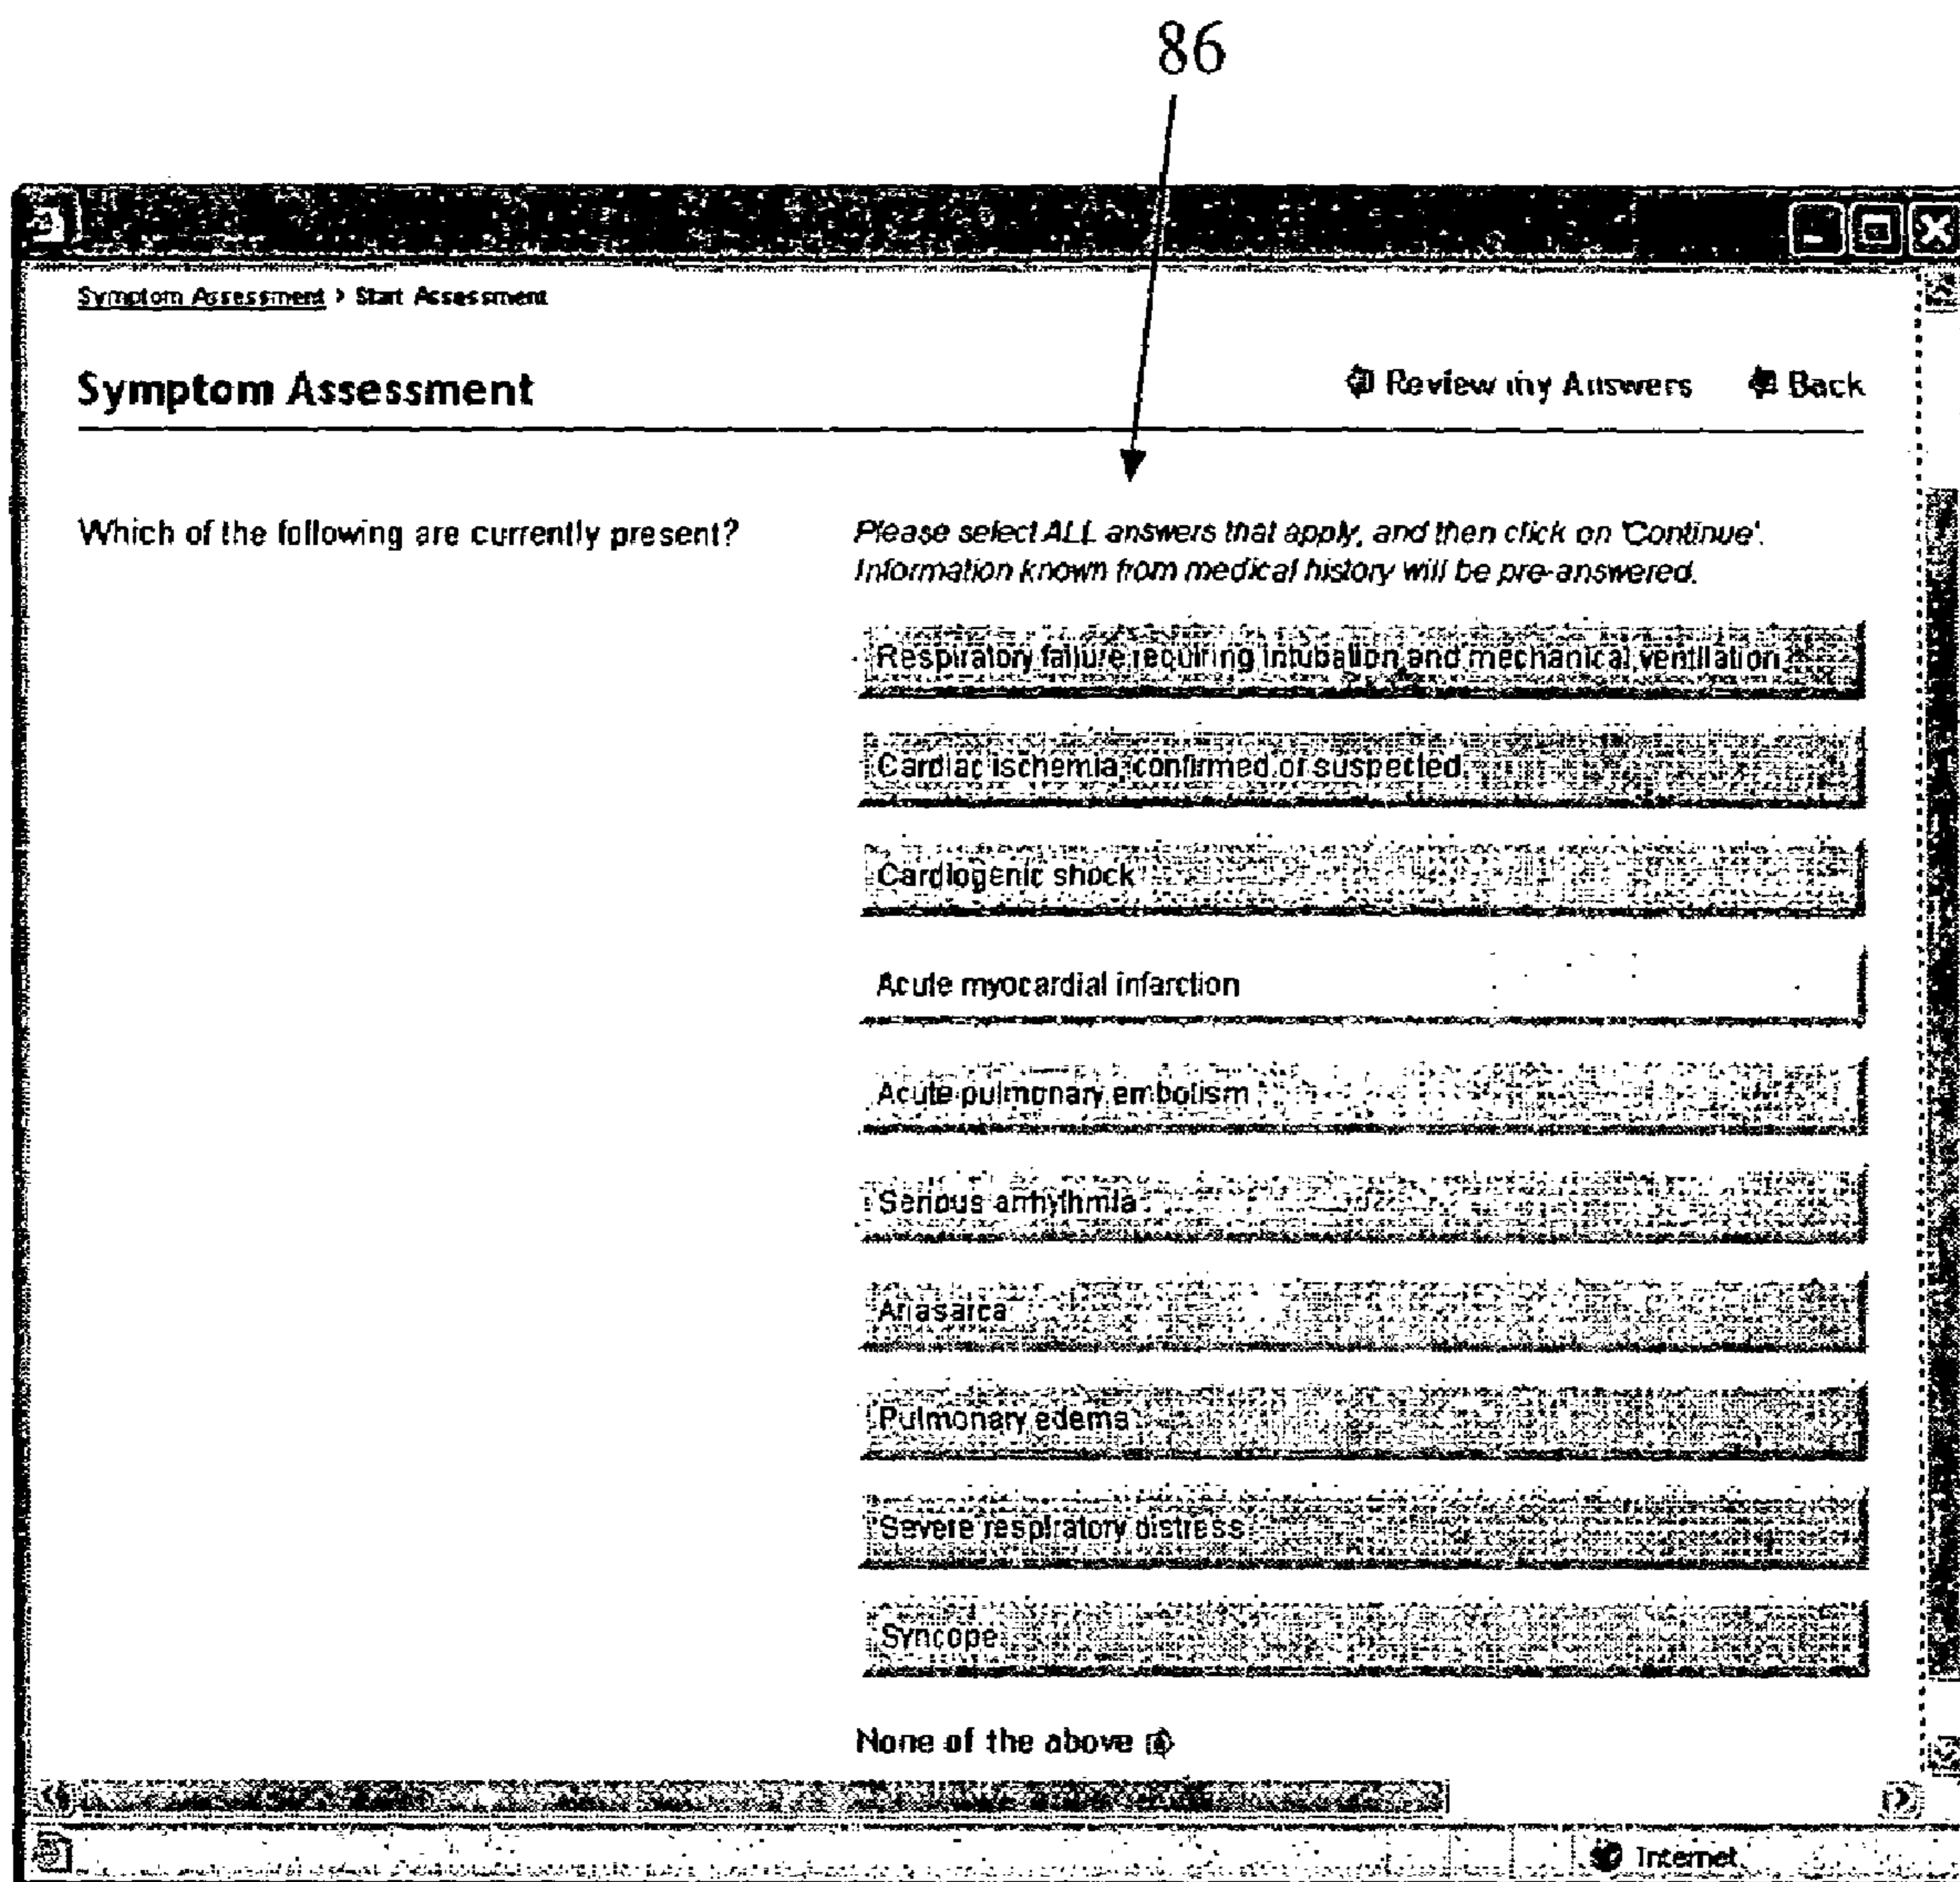 86
Symptom Assessment > Start Assessment
Symptom Assessment
Review my Answers
Back
Which of the following are currently present?
Please select ALL answers that apply, and then click on 'Continue'.
Information known from medical history will be pre-answered.
Respiratory failure requiring intubation and mechanical ventilation
Cardiac ischemia, confirmed or suspected
Cardiogenic shock
Acute myocardial infarction
Acute pulmonary embolism
Serious arrhythmia
Anasarca
Pulmonary edema
Severe respiratory distress
Syncope
None of the above
Internet